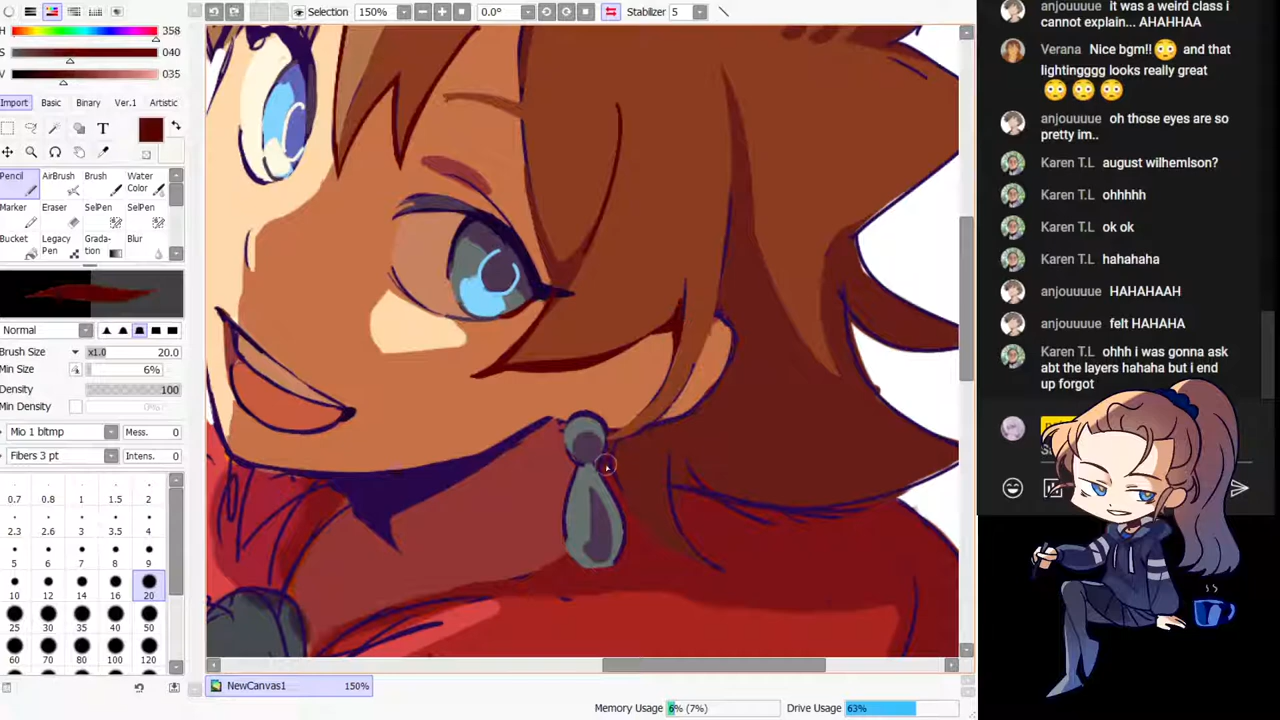 Selection
150%
0.0°
Stabilizer
5
H
358
S
040
V
035
Import
Basic
Binary
Ver.1
Artistic
T
Pencil
AirBrush
Brush
Water
Color
Marker
Eraser
SelPen
SelPen
Bucket
Legacy
Pen
Grada-
tion
Blur
Normal
Brush Size
x1.0
20.0
Min Size
6%
Density
100
Min Density
0%
Mio 1 bltmp
Mess.
0
Fibers 3 pt
Intens.
0
0.7
0.8
1
1.5
2
2.3
2.6
3
3.5
4
5
6
7
8
9
10
12
14
16
20
25
30
35
40
50
60
70
80
100
120
NewCanvas1
150%
Memory Usage
6% (7%)
Drive Usage
63%
anjouuuue it was a weird class i
cannot explain... AHAHHAA
Verana Nice bgm!! and that
lightingggg looks really great
anjouuuue oh those eyes are so
pretty im..
Karen T.L august wilhemlson?
Karen T.L ohhhhh
Karen T.L ok ok
Karen T.L hahahaha
anjouuuue HAHAHAAH
anjouuuue felt HAHAHA
Karen T.L ohhh i was gonna ask
abt the layers hahaha but i end
up forgot